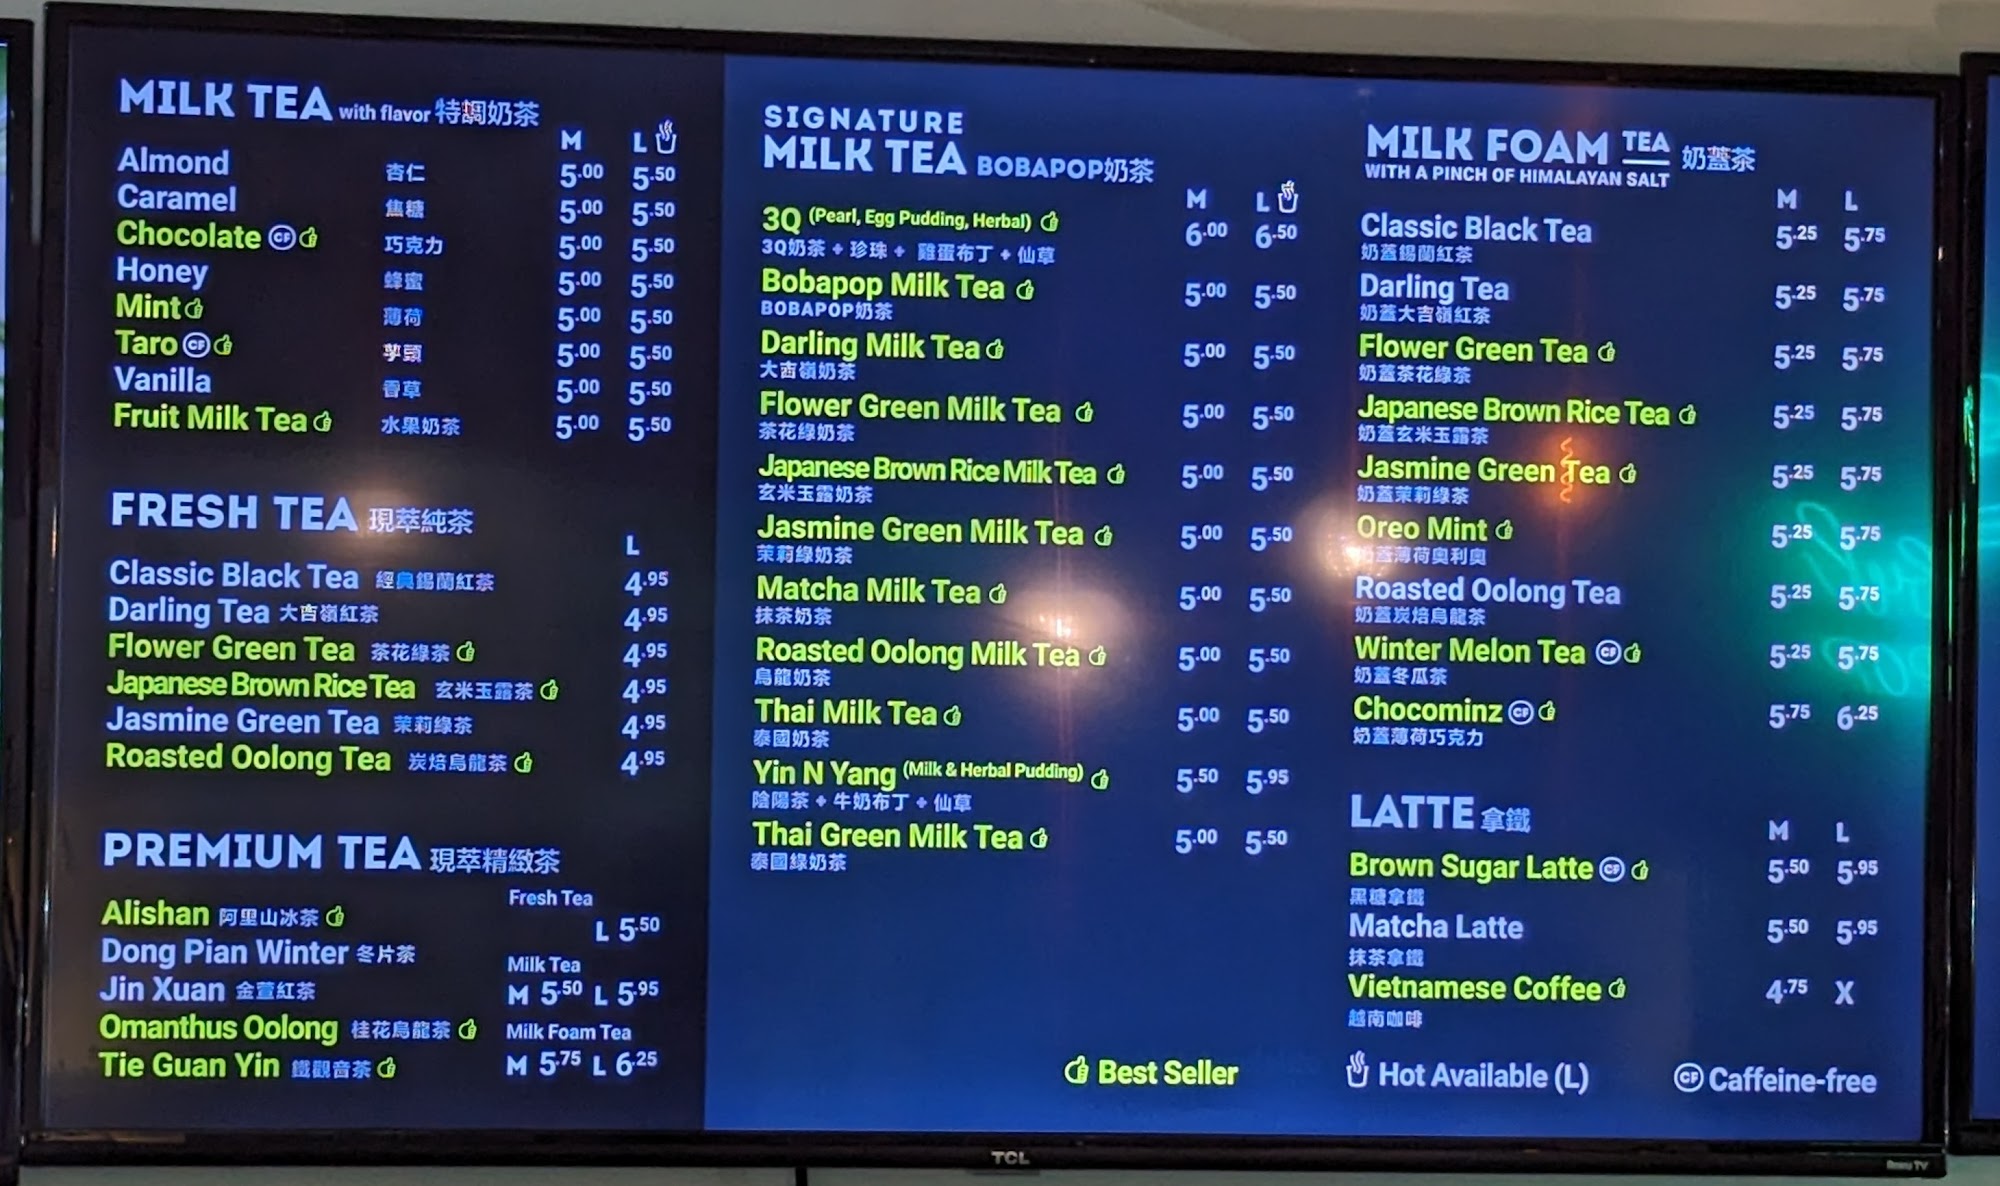 MILK TEA with flavor 特調奶茶
M L
Almond 杏仁 5.00 5.50
Caramel 焦糖 5.00 5.50
Chocolate CF 巧克力 5.00 5.50
Honey 蜂蜜 5.00 5.50
Mint 薄荷 5.00 5.50
Taro CF 芋頭 5.00 5.50
Vanilla 香草 5.00 5.50
Fruit Milk Tea 水果奶茶 5.00 5.50
FRESH TEA 現萃純茶
L
Classic Black Tea 經典錫蘭紅茶 4.95
Darling Tea 大吉嶺紅茶 4.95
Flower Green Tea 茶花綠茶 4.95
Japanese Brown Rice Tea 玄米玉露茶 4.95
Jasmine Green Tea 茉莉綠茶 4.95
Roasted Oolong Tea 炭焙烏龍茶 4.95
PREMIUM TEA 現萃精緻茶
Alishan 阿里山冰茶
Dong Pian Winter 冬片茶
Jin Xuan 金萱紅茶
Omanthus Oolong 桂花烏龍茶
Tie Guan Yin 鐵觀音茶
Fresh Tea
L 5.50
Milk Tea
M 5.50 L 5.95
Milk Foam Tea
M 5.75 L 6.25
SIGNATURE
MILK TEA BOBAPOP奶茶
M L
3Q (Pearl, Egg Pudding, Herbal) 6.00 6.50
3Q奶茶 + 珍珠 + 雞蛋布丁 + 仙草
Bobapop Milk Tea 5.00 5.50
BOBAPOP奶茶
Darling Milk Tea 5.00 5.50
大吉嶺奶茶
Flower Green Milk Tea 5.00 5.50
茶花綠奶茶
Japanese Brown Rice Milk Tea 5.00 5.50
玄米玉露奶茶
Jasmine Green Milk Tea 5.00 5.50
茉莉綠奶茶
Matcha Milk Tea 5.00 5.50
抹茶奶茶
Roasted Oolong Milk Tea 5.00 5.50
烏龍奶茶
Thai Milk Tea 5.00 5.50
泰國奶茶
Yin N Yang (Milk & Herbal Pudding) 5.50 5.95
陰陽茶 + 牛奶布丁 + 仙草
Thai Green Milk Tea 5.00 5.50
泰國綠奶茶
MILK FOAM TEA 奶蓋茶
WITH A PINCH OF HIMALAYAN SALT
M L
Classic Black Tea 5.25 5.75
奶蓋錫蘭紅茶
Darling Tea 5.25 5.75
奶蓋大吉嶺紅茶
Flower Green Tea 5.25 5.75
奶蓋茶花綠茶
Japanese Brown Rice Tea 5.25 5.75
奶蓋玄米玉露茶
Jasmine Green Tea 5.25 5.75
奶蓋茉莉綠茶
Oreo Mint 5.25 5.75
奶蓋薄荷奧利奧
Roasted Oolong Tea 5.25 5.75
奶蓋炭焙烏龍茶
Winter Melon Tea CF 5.25 5.75
奶蓋冬瓜茶
Chocominz CF 5.75 6.25
奶蓋薄荷巧克力
LATTE 拿鐵
M L
Brown Sugar Latte CF 5.50 5.95
黑糖拿鐵
Matcha Latte 5.50 5.95
抹茶拿鐵
Vietnamese Coffee 4.75 X
越南咖啡
Best Seller
Hot Available (L)
CF Caffeine-free
TCL
Roku TV